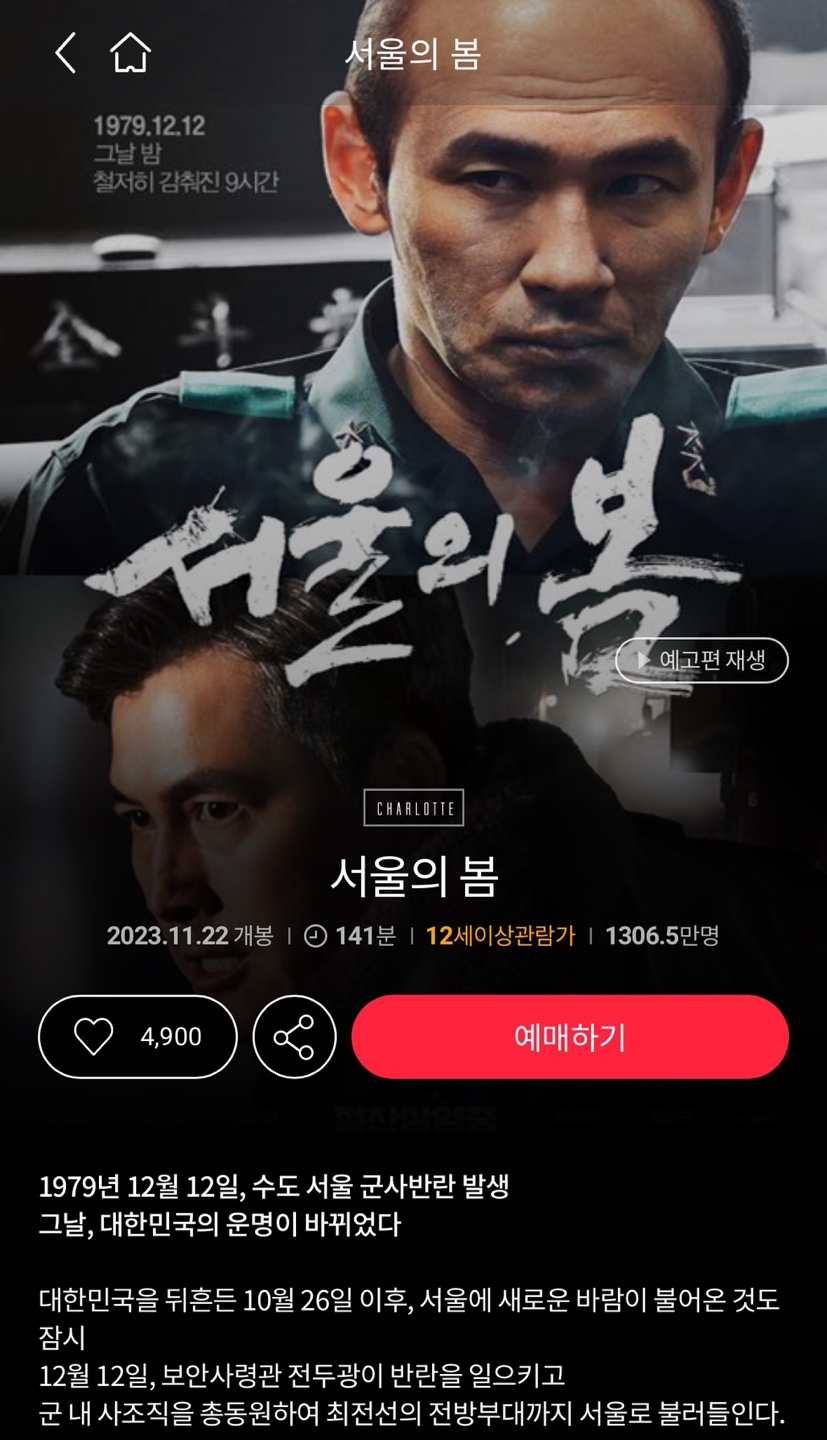 서울의 봄
1979.12.12
그날 밤
철저히 감춰진 9시간
서울의 봄
예고편 재생
CHARLOTTE
서울의 봄
2023.11.22 개봉 | 141분 | 12세이상관람가 | 1306.5만명
4,900
예매하기
절찬상영중
1979년 12월 12일, 수도 서울 군사반란 발생
그날, 대한민국의 운명이 바뀌었다
대한민국을 뒤흔든 10월 26일 이후, 서울에 새로운 바람이 불어온 것도
잠시
12월 12일, 보안사령관 전두광이 반란을 일으키고
군 내 사조직을 총동원하여 최전선의 전방부대까지 서울로 불러들인다.